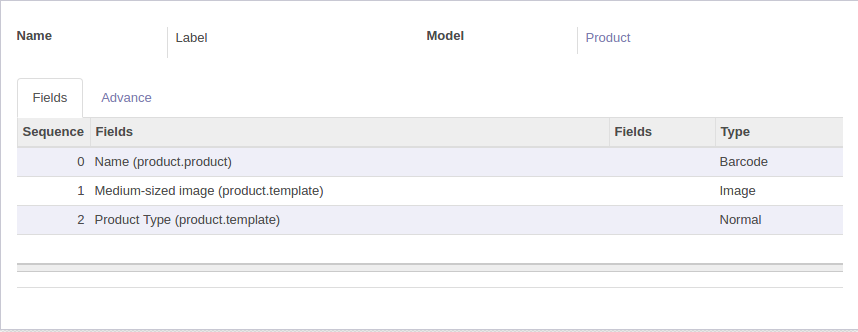 Name Label Model Product
Fields Advance
Sequence Fields Fields Type
0 Name (product.product) Barcode
1 Medium-sized image (product.template) Image
2 Product Type (product.template) Normal